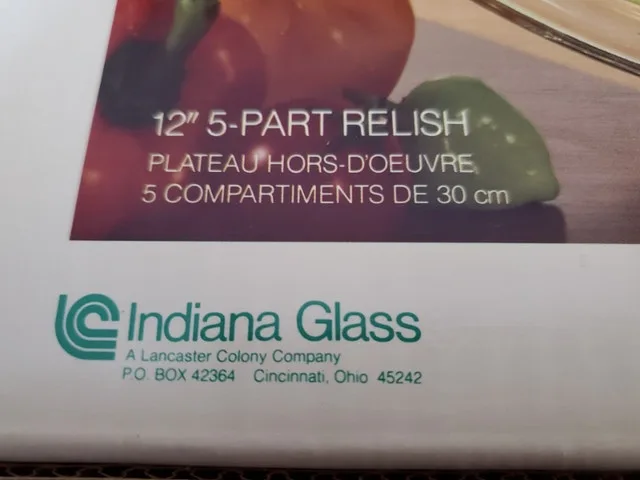 12" 5-PART RELISH
PLATEAU HORS-D'OEUVRE
5 COMPARTIMENTS DE 30 cm
Indiana Glass
A Lancaster Colony Company
P.O. BOX 42364 Cincinnati, Ohio 45242